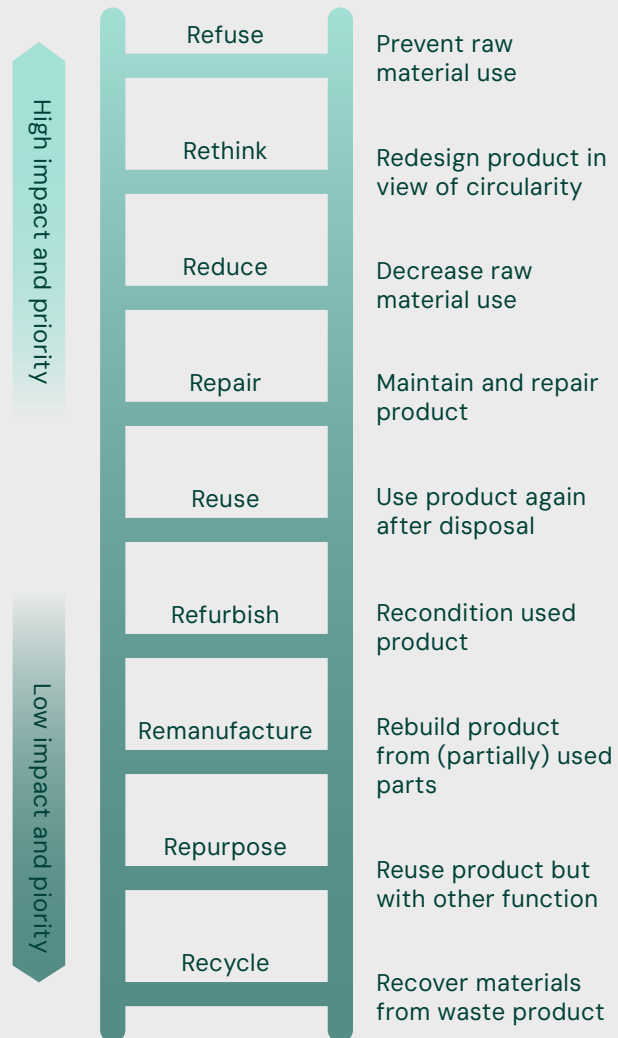 High impact and priority
Refuse
Prevent raw
material use
Rethink
Redesign product in
view of circularity
Reduce
Decrease raw
material use
Repair
Maintain and repair
product
Reuse
Use product again
after disposal
Low impact and piority
Refurbish
Recondition used
product
Remanufacture
Rebuild product
from (partially) used
parts
Repurpose
Reuse product but
with other function
Recycle
Recover materials
from waste product